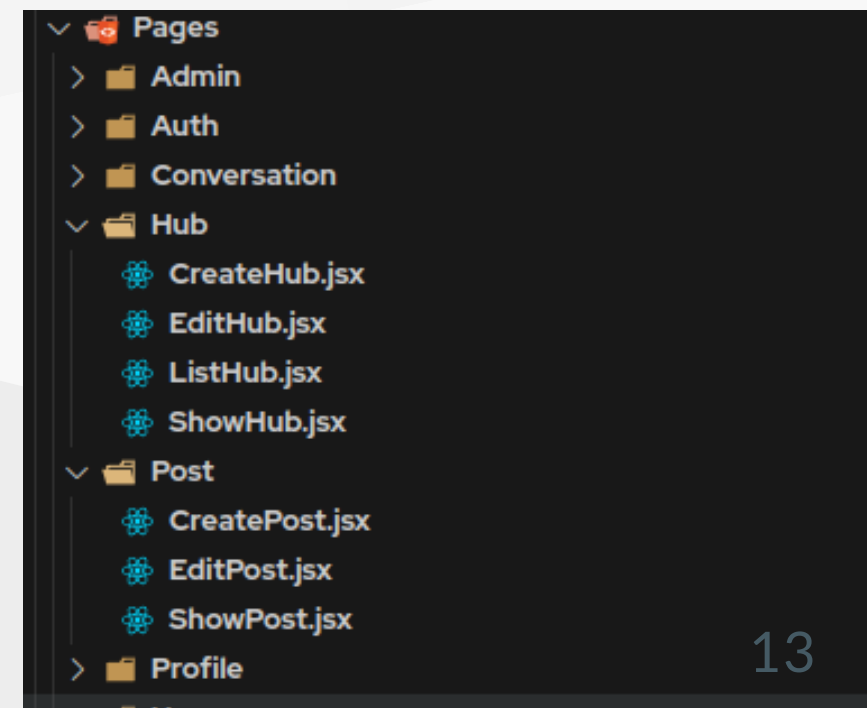 Pages
Admin
Auth
Conversation
Hub
CreateHub.jsx
EditHub.jsx
ListHub.jsx
ShowHub.jsx
Post
CreatePost.jsx
EditPost.jsx
ShowPost.jsx
Profile
13